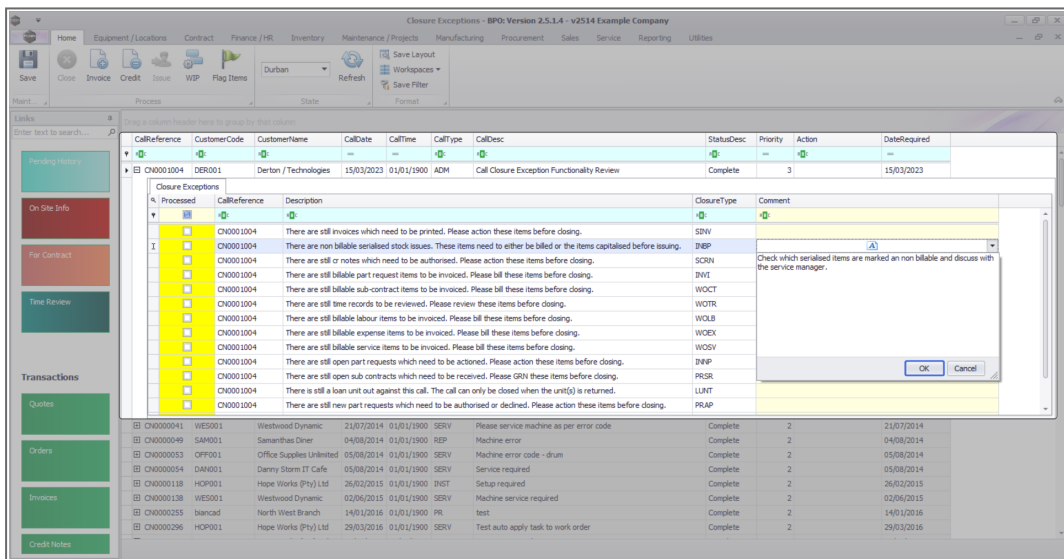 Closure Exceptions - BPO: Version 2.5.1.4 - v2514 Example Company
Home Equipment / Locations Contract Finance / HR Inventory Maintenance / Projects Manufacturing Procurement Sales Service Reporting Utilities
Save Close Invoice Credit Issue WIP Flag Items Durban Refresh
Save Layout
Workspaces
Save Filter
Maint... Process State Format
Links
Enter text to search...
Pending History
On Site Info
For Contract
Time Review
Transactions
Quotes
Orders
Invoices
Credit Notes
Drag a column header here to group by that column
CallReference CustomerCode CustomerName CallDate CallTime CallType CallDesc StatusDesc Priority Action DateRequired
CN0001004 DER001 Derton / Technologies 15/03/2023 01/01/1900 ADM Call Closure Exception Functionality Review Complete 3 15/03/2023
Closure Exceptions
Processed CallReference Description ClosureType Comment
CN0001004 There are still invoices which need to be printed. Please action these items before closing. SINV
CN0001004 There are non billable serialised stock issues. These items need to either be billed or the items capitalised before issuing. INBP
CN0001004 There are still cr notes which need to be authorised. Please action these items before closing. SCRN
CN0001004 There are still billable part request items to be invoiced. Please bill these items before closing. INVI
CN0001004 There are still billable sub-contract items to be invoiced. Please bill these items before closing. WOCT
CN0001004 There are still time records to be reviewed. Please review these items before closing. WOTR
CN0001004 There are still billable labour items to be invoiced. Please bill these items before closing. WOLB
CN0001004 There are still billable expense items to be invoiced. Please bill these items before closing. WOEX
CN0001004 There are still billable service items to be invoiced. Please bill these items before closing. WOSV
CN0001004 There are still open part requests which need to be actioned. Please action these items before closing. INNP
CN0001004 There are still open sub contracts which need to be received. Please GRN these items before closing. PRSR
CN0001004 There is still a loan unit out against this call. The call can only be closed when the unit(s) is returned. LUNT
CN0001004 There are still new part requests which need to be authorised or declined. Please action these items before closing. PRAP
Check which serialised items are marked an non billable and discuss with
the service manager.
OK Cancel
CN0000041 WES001 Westwood Dynamic 21/07/2014 01/01/1900 SERV Please service machine as per error code Complete 2 21/07/2014
CN0000049 SAM001 Samanthas Diner 04/08/2014 01/01/1900 REP Machine error Complete 2 04/08/2014
CN0000053 OFF001 Office Supplies Unlimited 05/08/2014 01/01/1900 SERV Machine error code - drum Complete 2 05/08/2014
CN0000054 DAN001 Danny Storm IT Cafe 05/08/2014 01/01/1900 SERV Service required Complete 2 05/08/2014
CN0000118 HOP001 Hope Works (Pty) Ltd 26/02/2015 01/01/1900 INST Setup required Complete 2 26/02/2015
CN0000138 WES001 Westwood Dynamic 02/06/2015 01/01/1900 SERV Machine service required Complete 2 02/06/2015
CN0000255 biancad North West Branch 14/01/2016 01/01/1900 PR test Complete 2 14/01/2016
CN0000296 HOP001 Hope Works (Pty) Ltd 29/03/2016 01/01/1900 SERV Test auto apply task to work order Complete 2 29/03/2016